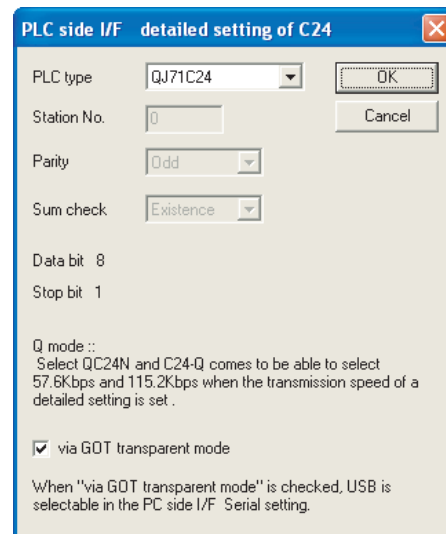 PLC side I/F detailed setting of C24
PLC type QJ71C24 OK
Station No. 0 Cancel
Parity Odd
Sum check Existence
Data bit 8
Stop bit 1
Q mode ::
Select QC24N and C24-Q comes to be able to select
57.6Kbps and 115.2Kbps when the transmission speed of a
detailed setting is set .
via GOT transparent mode
When "via GOT transparent mode" is checked, USB is
selectable in the PC side I/F Serial setting.